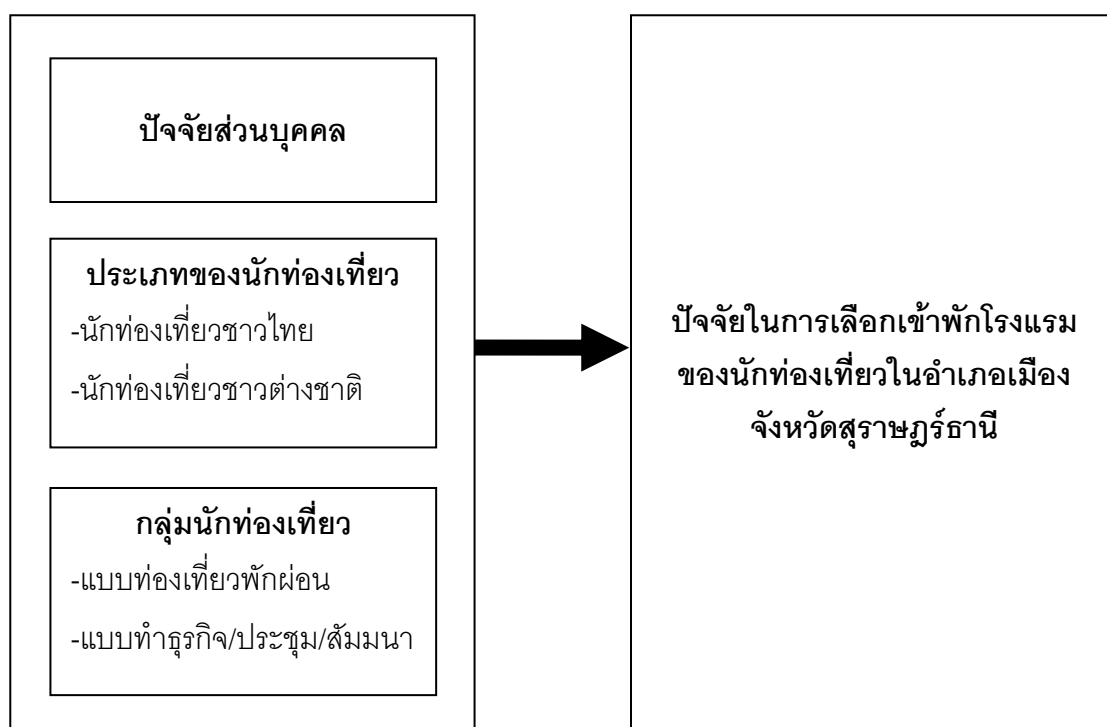 ปัจจัยส่วนบุคคล
ประเภทของนักท่องเที่ยว
-นักท่องเที่ยวชาวไทย
-นักท่องเที่ยวชาวต่างชาติ
กลุ่มนักท่องเที่ยว
-แบบท่องเที่ยวพักผ่อน
-แบบทำธุรกิจ/ประชุม/สัมมนา
ปัจจัยในการเลือกเข้าพักโรงแรม
ของนักท่องเที่ยวในอำเภอเมือง
จังหวัดสุราษฎร์ธานี